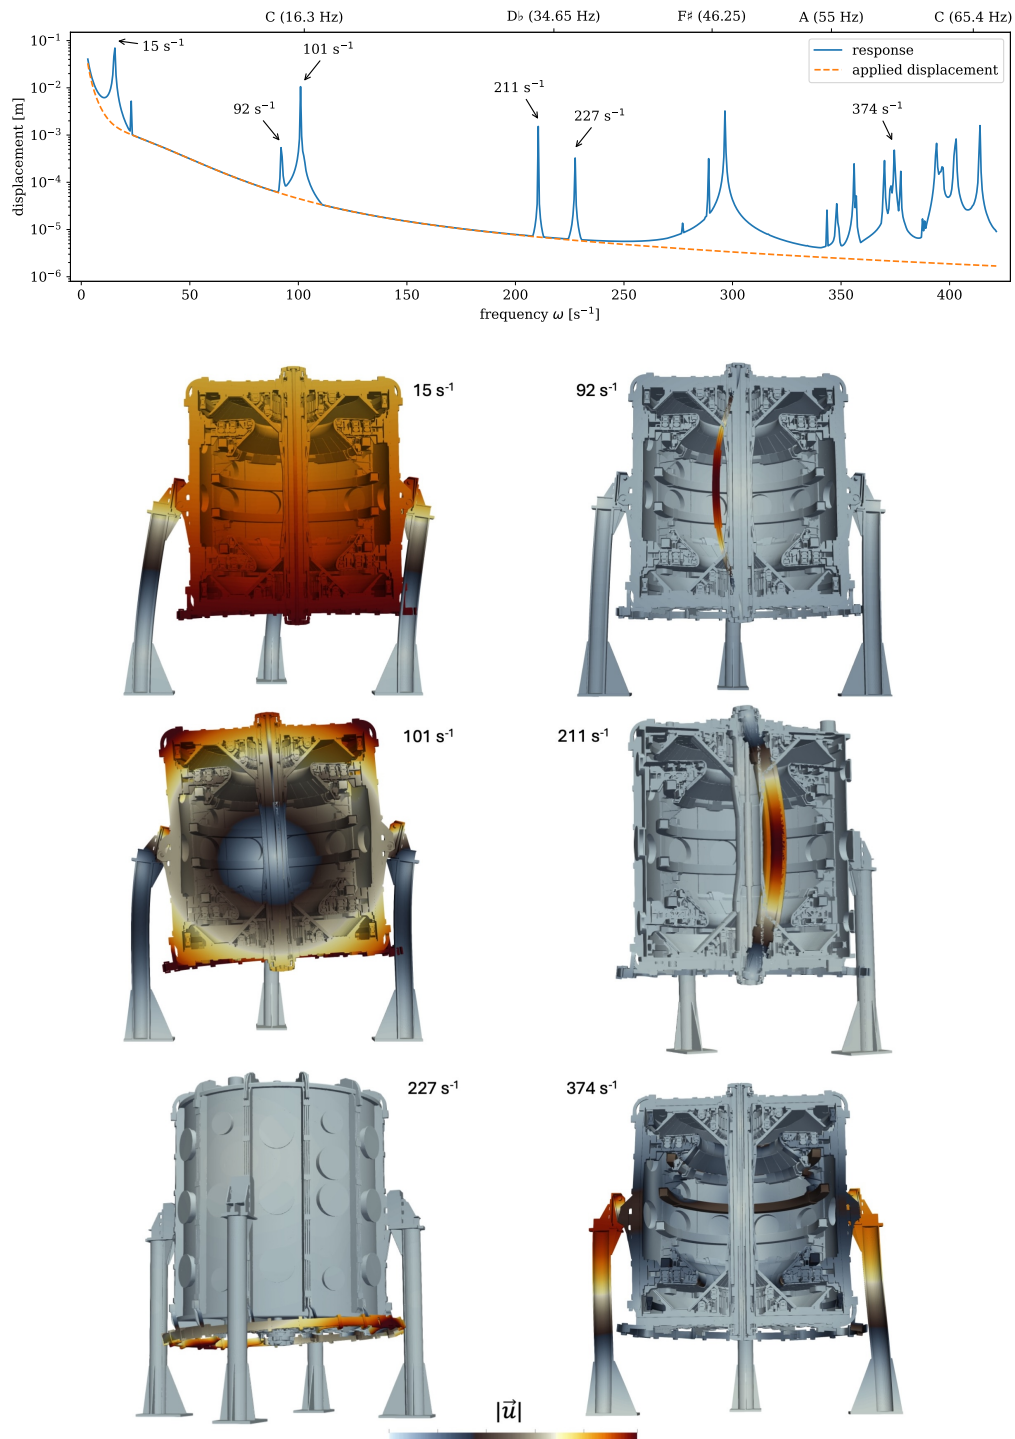 C (16.3 Hz) D♭ (34.65 Hz) F♯ (46.25) A (55 Hz) C (65.4 Hz)
10⁻¹
10⁻²
10⁻³
10⁻⁴
10⁻⁵
10⁻⁶
displacement [m]
15 s⁻¹
101 s⁻¹
92 s⁻¹
211 s⁻¹
227 s⁻¹
374 s⁻¹
response
applied displacement
0 50 100 150 200 250 300 350 400
frequency ω [s⁻¹]
15 s⁻¹
92 s⁻¹
101 s⁻¹
211 s⁻¹
227 s⁻¹
374 s⁻¹
|u⃗|